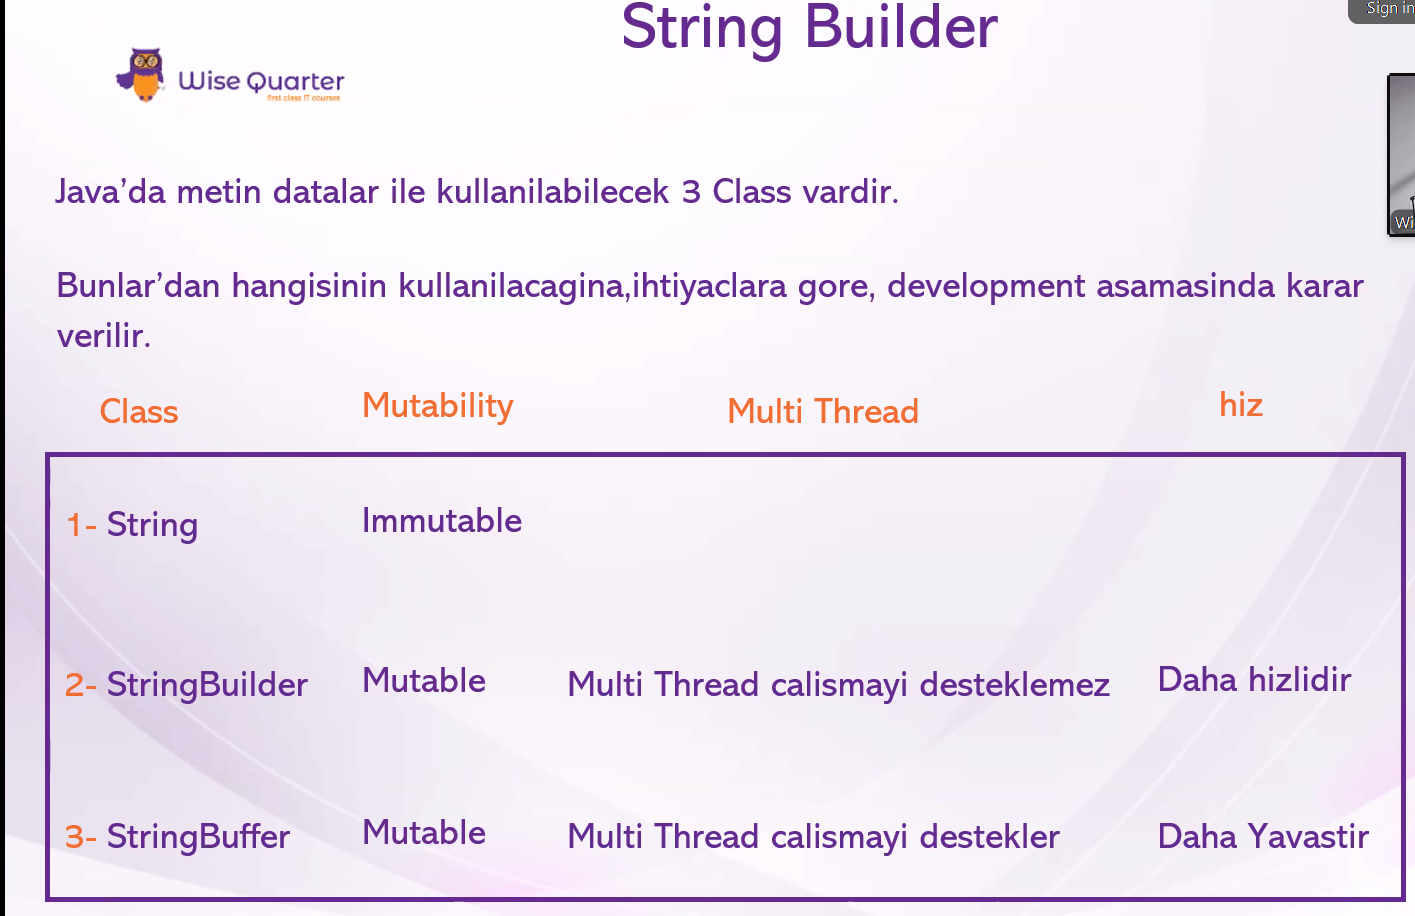 String Builder
Sign in
Wise Quarter
first class IT courses
Java’da metin datalar ile kullanilabilecek 3 Class vardir.
Wi
Bunlar’dan hangisinin kullanilacagina,ihtiyaclara gore, development asamasinda karar
verilir.
Class Mutability Multi Thread hiz
1- String Immutable
2- StringBuilder Mutable Multi Thread calismayi desteklemez Daha hizlidir
3- StringBuffer Mutable Multi Thread calismayi destekler Daha Yavastir